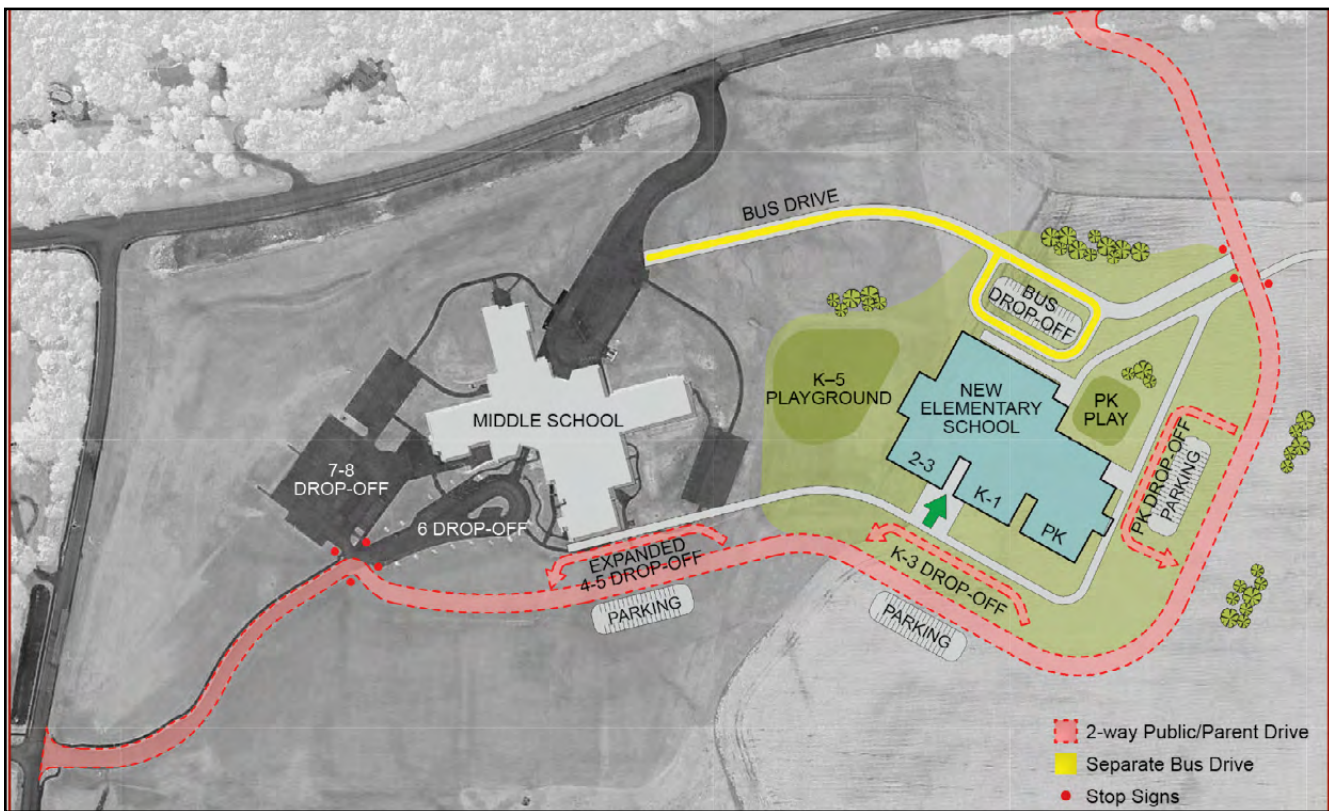 BUS DRIVE
BUS
DROP-OFF
K–5
PLAYGROUND
NEW
ELEMENTARY
SCHOOL
PK
PLAY
MIDDLE SCHOOL
2-3
K-1
PK
PK DROP-OFF
PARKING
7-8
DROP-OFF
6 DROP-OFF
EXPANDED
4-5 DROP-OFF
PARKING
K-3 DROP-OFF
PARKING
2-way Public/Parent Drive
Separate Bus Drive
Stop Signs